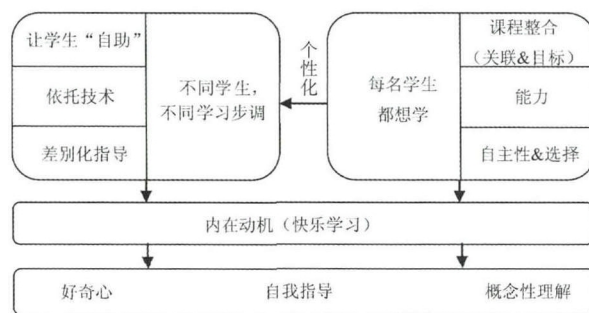 让学生“自助”
依托技术
差别化指导
不同学生，
不同学习步调
个性化
每名学生
都想学
课程整合
（关联&目标）
能力
自主性&选择
内在动机（快乐学习）
好奇心
自我指导
概念性理解